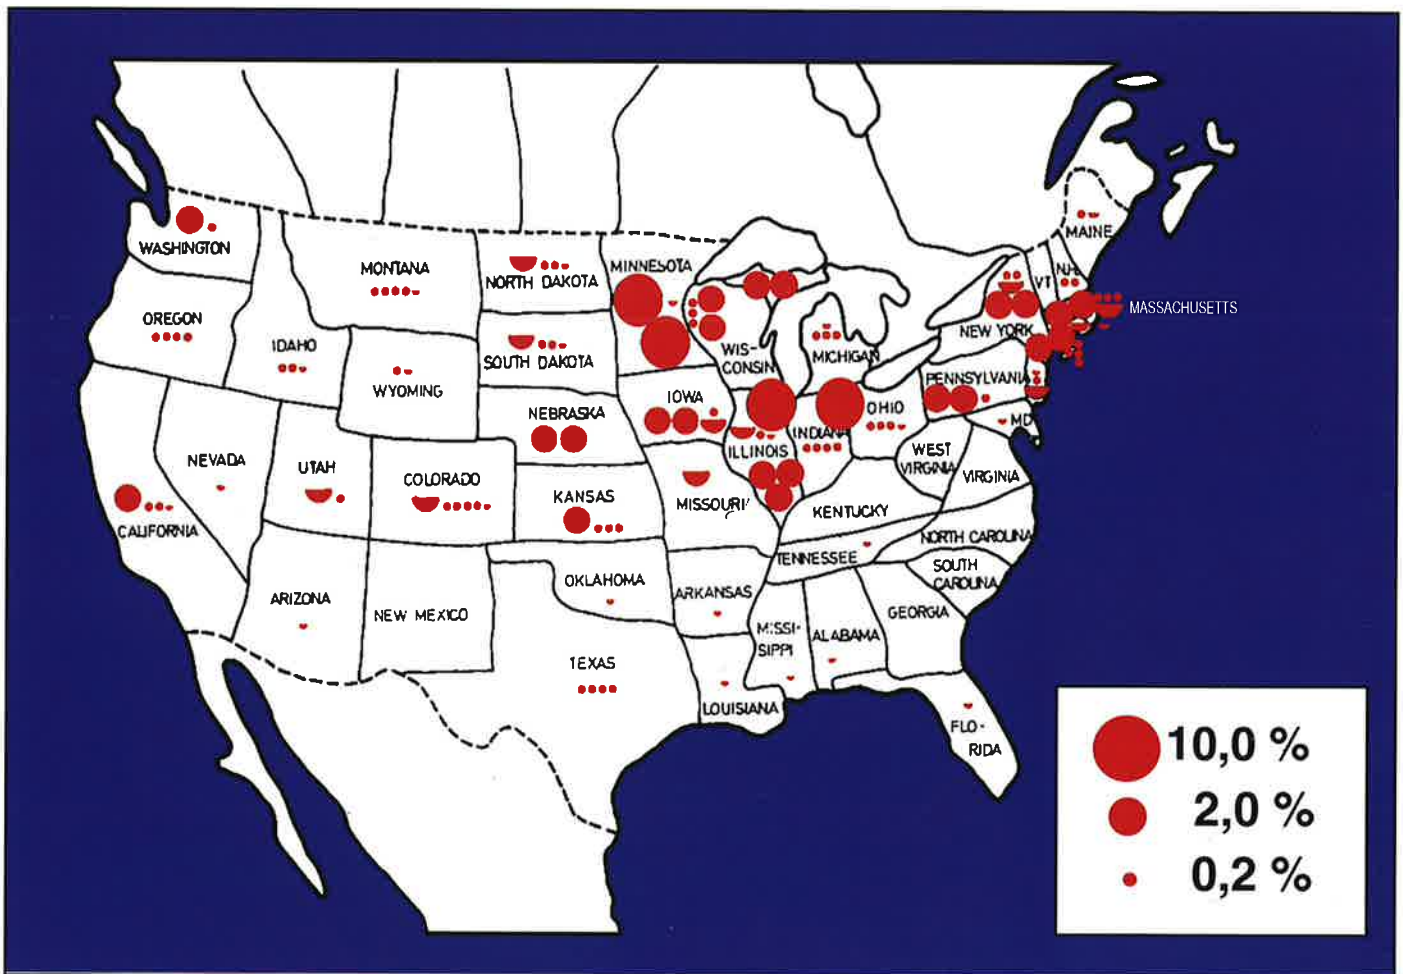 WASHINGTON
OREGON
IDAHO
MONTANA
WYOMING
NORTH DAKOTA
SOUTH DAKOTA
MINNESOTA
WIS-
CONSIN
MICHIGAN
MAINE
VT
N.H.
MASSACHUSETTS
NEW YORK
PENNSYLVANIA
NEBRASKA
IOWA
ILLINOIS
INDIANA
OHIO
MD
WEST
VIRGINIA
VIRGINIA
NEVADA
UTAH
COLORADO
KANSAS
MISSOURI
KENTUCKY
CALIFORNIA
TENNESSEE
NORTH CAROLINA
SOUTH
CAROLINA
ARIZONA
NEW MEXICO
OKLAHOMA
ARKANSAS
MISSI-
SIPPI
ALABAMA
GEORGIA
TEXAS
LOUISIANA
FLO-
RIDA
10,0 %
2,0 %
0,2 %